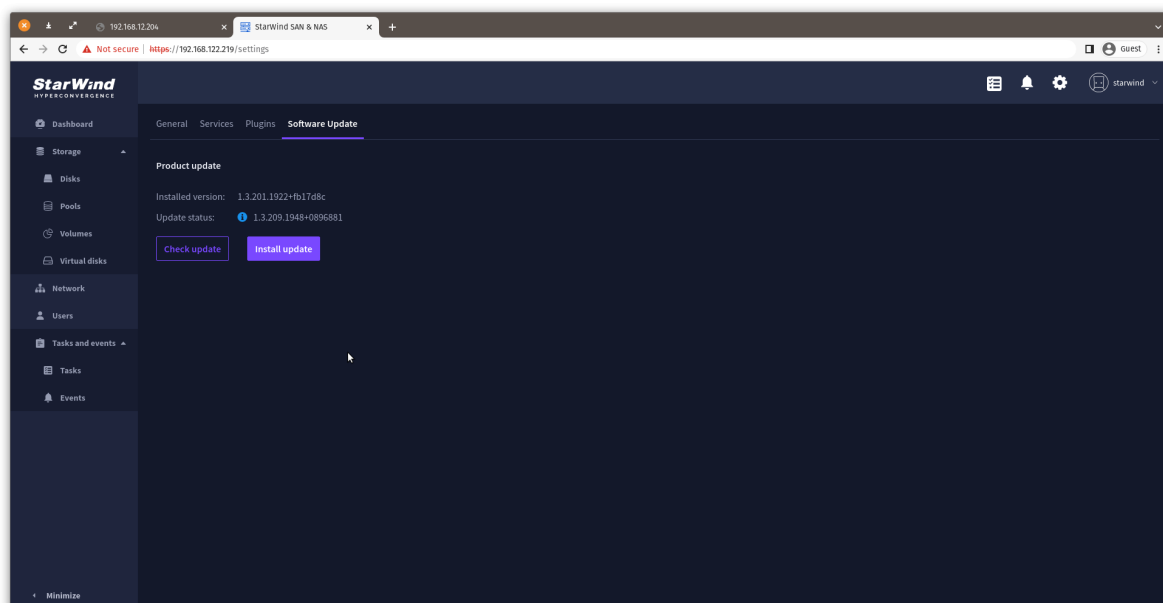 192.168.12.204
StarWind SAN & NAS
Not secure
https://192.168.122.219/settings
Guest
StarWind
HYPERCONVERGENCE
starwind
Dashboard
Storage
Disks
Pools
Volumes
Virtual disks
Network
Users
Tasks and events
Tasks
Events
Minimize
General Services Plugins Software Update
Product update
Installed version: 1.3.201.1922+fb17d8c
Update status: 1.3.209.1948+0896881
Check update Install update